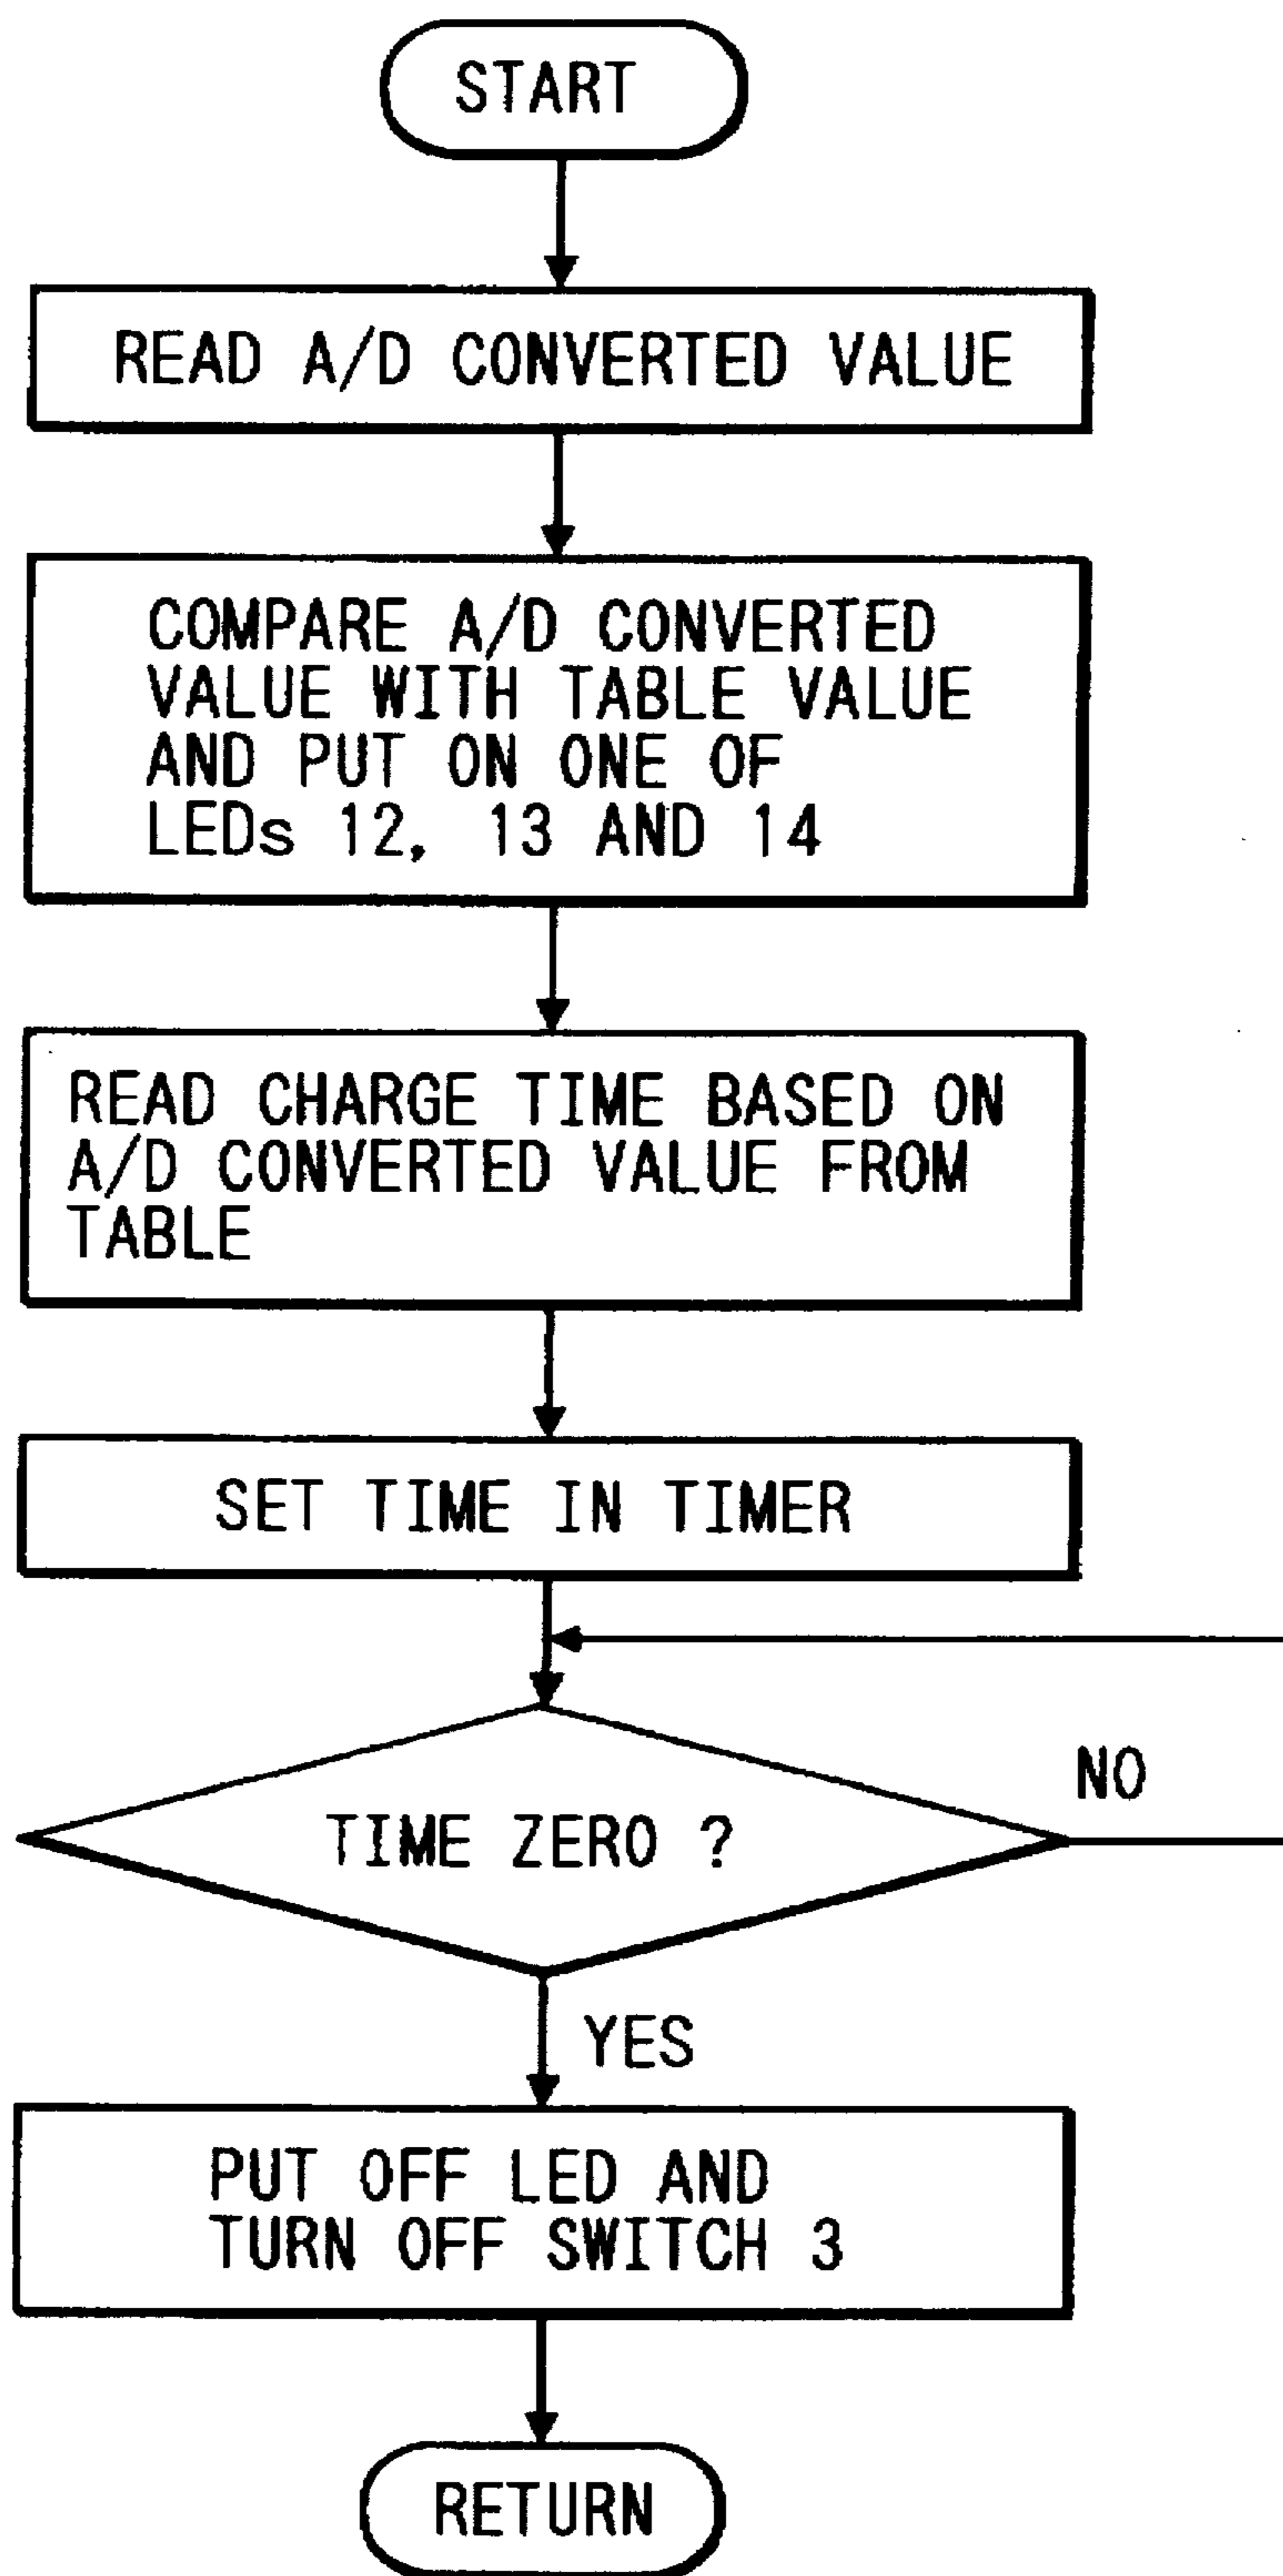 START
READ A/D CONVERTED VALUE
COMPARE A/D CONVERTED
VALUE WITH TABLE VALUE
AND PUT ON ONE OF
LEDs 12, 13 AND 14
READ CHARGE TIME BASED ON
A/D CONVERTED VALUE FROM
TABLE
SET TIME IN TIMER
NO
TIME ZERO ?
YES
PUT OFF LED AND
TURN OFF SWITCH 3
RETURN